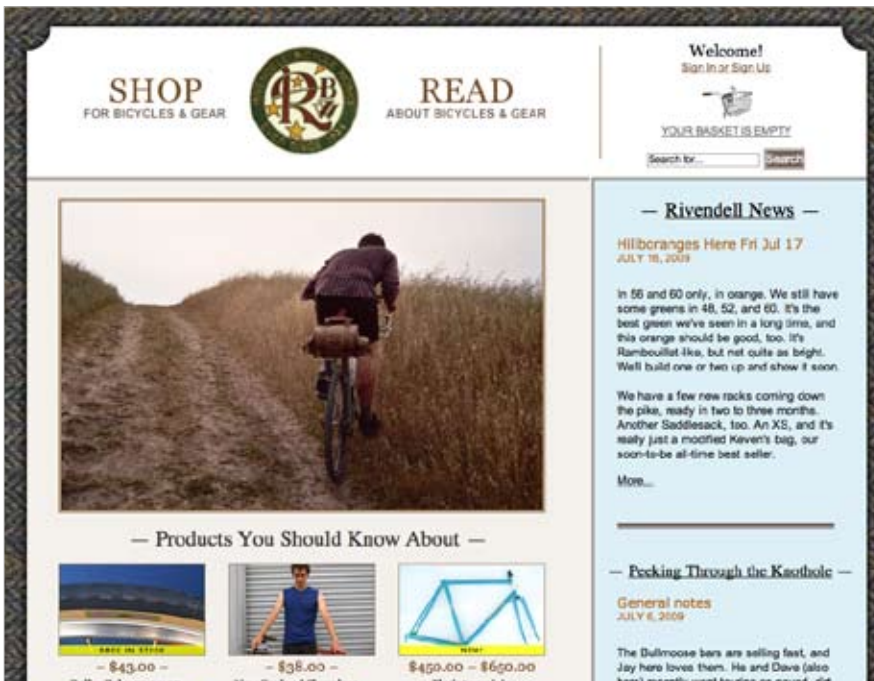 SHOP
FOR BICYCLES & GEAR
R B W
READ
ABOUT BICYCLES & GEAR
Welcome!
Sign In or Sign Up
YOUR BASKET IS EMPTY
Search for...
Search
— Rivendell News —
Hillboranges Here Fri Jul 17
JULY 16, 2009
In 56 and 60 only, in orange. We still have
some greens in 48, 52, and 60. It's the
best green we've seen in a long time, and
this orange should be good, too. It's
Rambouillet-like, but not quite as bright.
We'll build one or two up and show it soon.
We have a few new racks coming down
the pike, ready in two to three months.
Another Saddlesack, too. An XS, and it's
really just a modified Keven's bag, our
soon-to-be all-time best seller.
More...
— Products You Should Know About —
BACK IN STOCK
NEW!
– $43.00 –
– $38.00 –
$450.00 – $650.00
— Peeking Through the Knothole —
General notes
JULY 6, 2009
The Bullmoose bars are selling fast, and
Jay here loves them. He and Dave (also